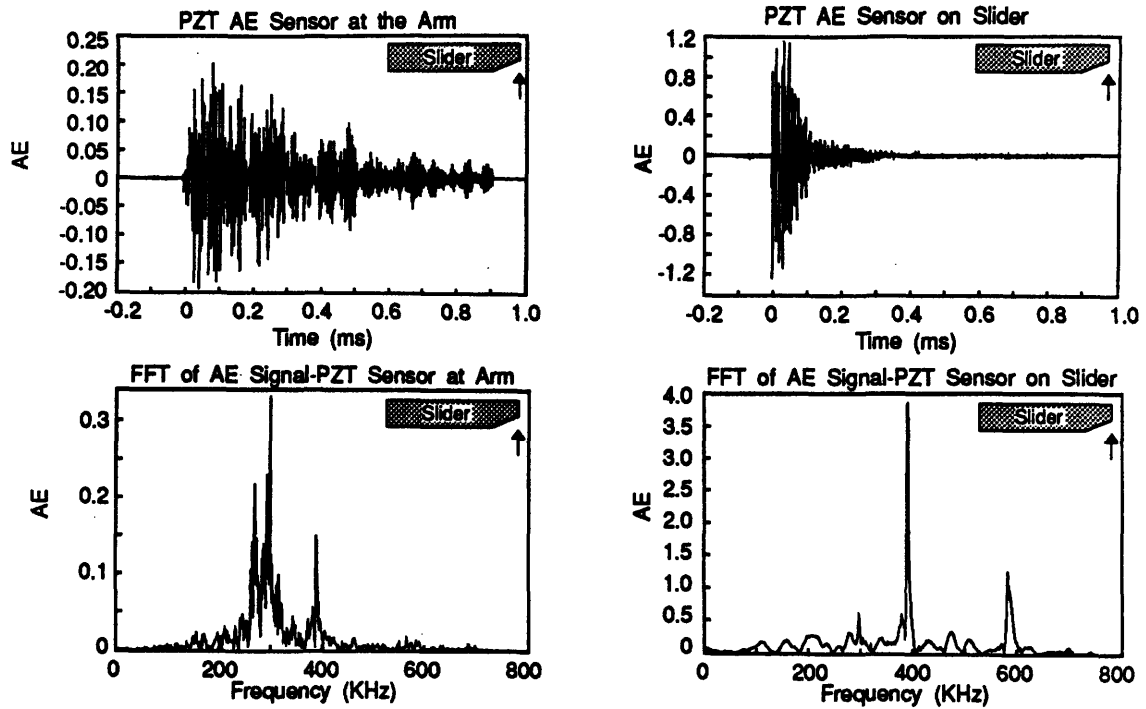 PZT AE Sensor at the Arm
0.25
0.20
0.15
0.10
0.05
0
-0.05
-0.10
-0.15
-0.20
AE
Slider
-0.2 0 0.2 0.4 0.6 0.8 1.0
Time (ms)
PZT AE Sensor on Slider
1.2
0.8
0.4
0
-0.4
-0.8
-1.2
AE
Slider
-0.2 0 0.2 0.4 0.6 0.8 1.0
Time (ms)
FFT of AE Signal-PZT Sensor at Arm
0.3
0.2
0.1
0
AE
Slider
0 200 400 600 800
Frequency (KHz)
FFT of AE Signal-PZT Sensor on Slider
4.0
3.5
3.0
2.5
2.0
1.5
1.0
0.5
0
AE
Slider
0 200 400 600 800
Frequency (KHz)